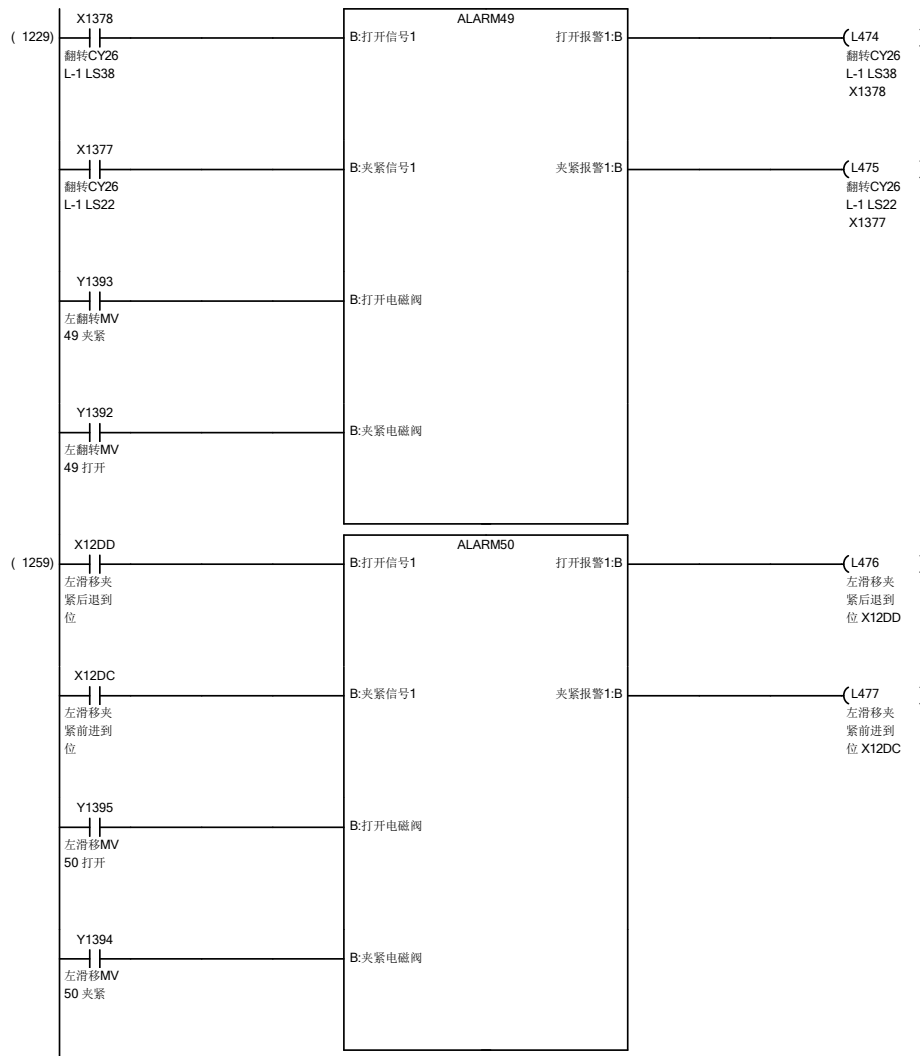 X1378
ALARM49
( 1229)
B:打开信号1
打开报警1:B
L474
翻转CY26
L-1 LS38
翻转CY26
L-1 LS38
X1378
X1377
B:夹紧信号1
夹紧报警1:B
L475
翻转CY26
L-1 LS22
翻转CY26
L-1 LS22
X1377
Y1393
B:打开电磁阀
左翻转MV
49 夹紧
Y1392
B:夹紧电磁阀
左翻转MV
49 打开
X12DD
ALARM50
( 1259)
B:打开信号1
打开报警1:B
L476
左滑移夹
紧后退到
位
左滑移夹
紧后退到
位 X12DD
X12DC
B:夹紧信号1
夹紧报警1:B
L477
左滑移夹
紧前进到
位
左滑移夹
紧前进到
位 X12DC
Y1395
B:打开电磁阀
左滑移MV
50 打开
Y1394
B:夹紧电磁阀
左滑移MV
50 夹紧